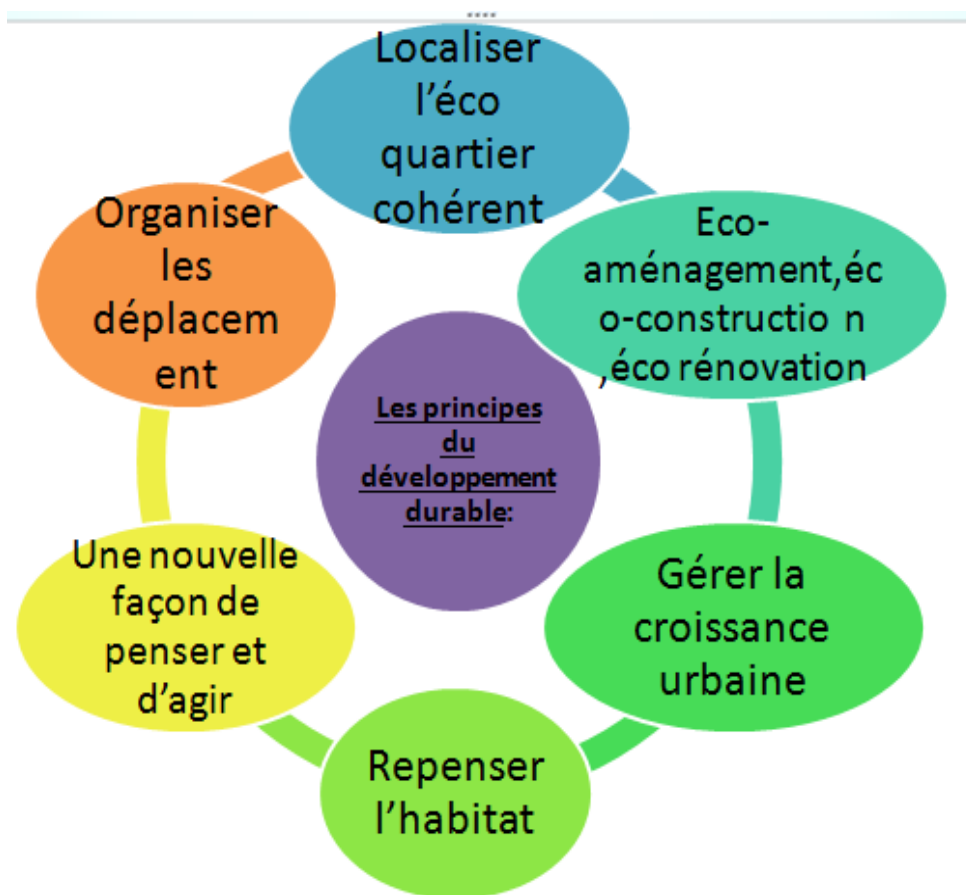 Localiser
l'éco
quartier
cohérent
Eco-
aménagement,éc
o-constructio n
,éco rénovation
Gérer la
croissance
urbaine
Repenser
l'habitat
Une nouvelle
façon de
penser et
d'agir
Organiser
les
déplacem
ent
Les principes
du
développement
durable: